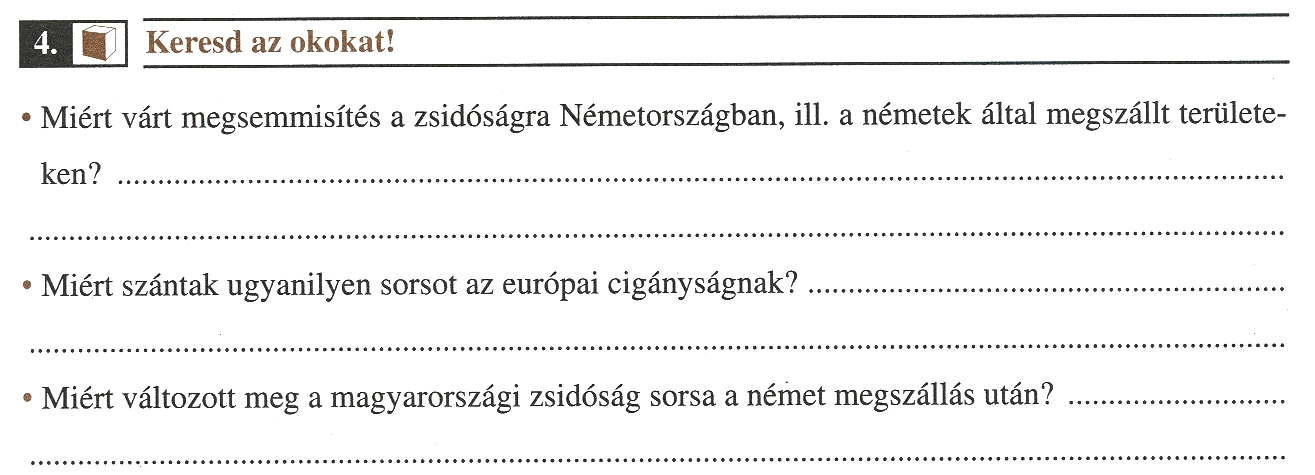 4. Keresd az okokat!
• Miért várt megsemmisítés a zsidóságra Németországban, ill. a németek által megszállt területe-
ken? ................................................................
................................................................
• Miért szántak ugyanilyen sorsot az európai cigányságnak? ................................
................................................................
• Miért változott meg a magyarországi zsidóság sorsa a német megszállás után? ................
................................................................